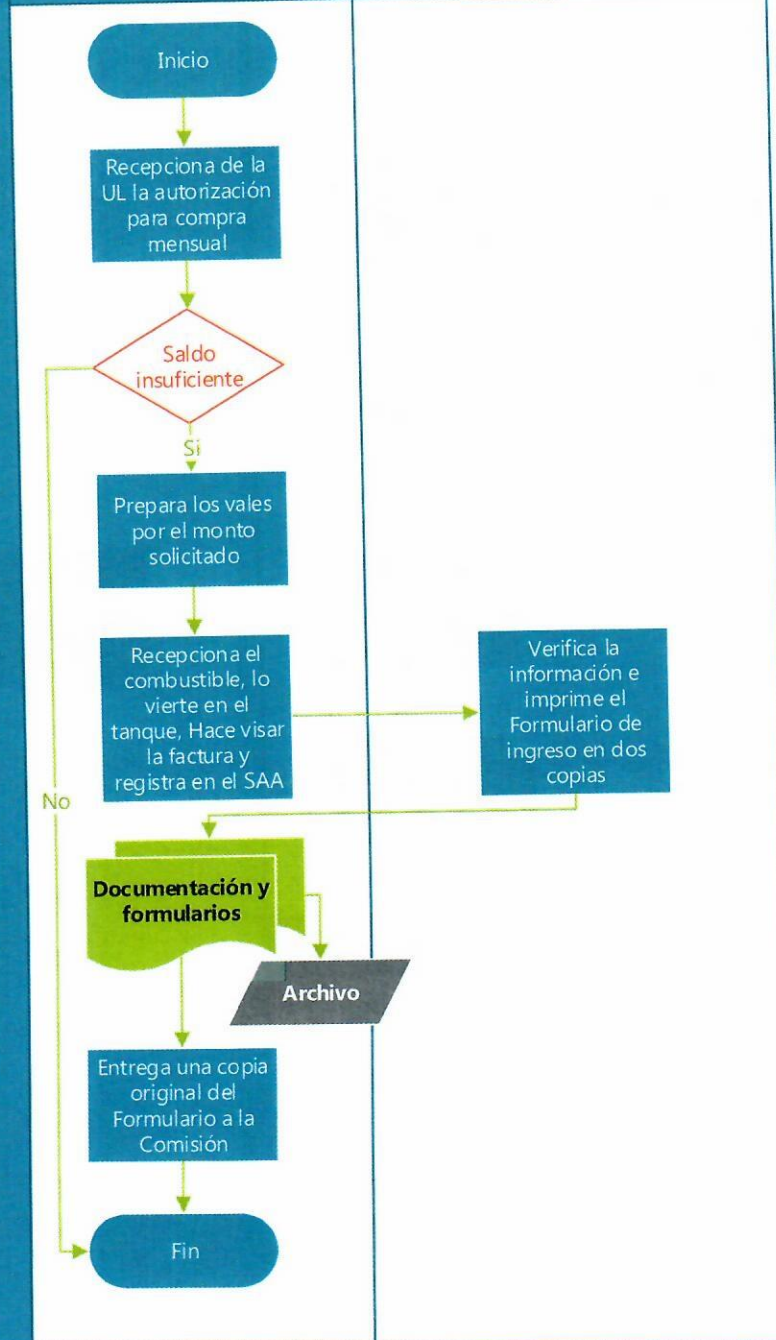 Inicio
Recepciona de la
UL la autorización
para compra
mensual
Saldo
insuficiente
Si
Prepara los vales
por el monto
solicitado
Recepciona el
combustible, lo
vierte en el
tanque, Hace visar
la factura y
registra en el SAA
Verifica la
información e
imprime el
Formulario de
ingreso en dos
copias
No
Documentación y
formularios
Archivo
Entrega una copia
original del
Formulario a la
Comisión
Fin